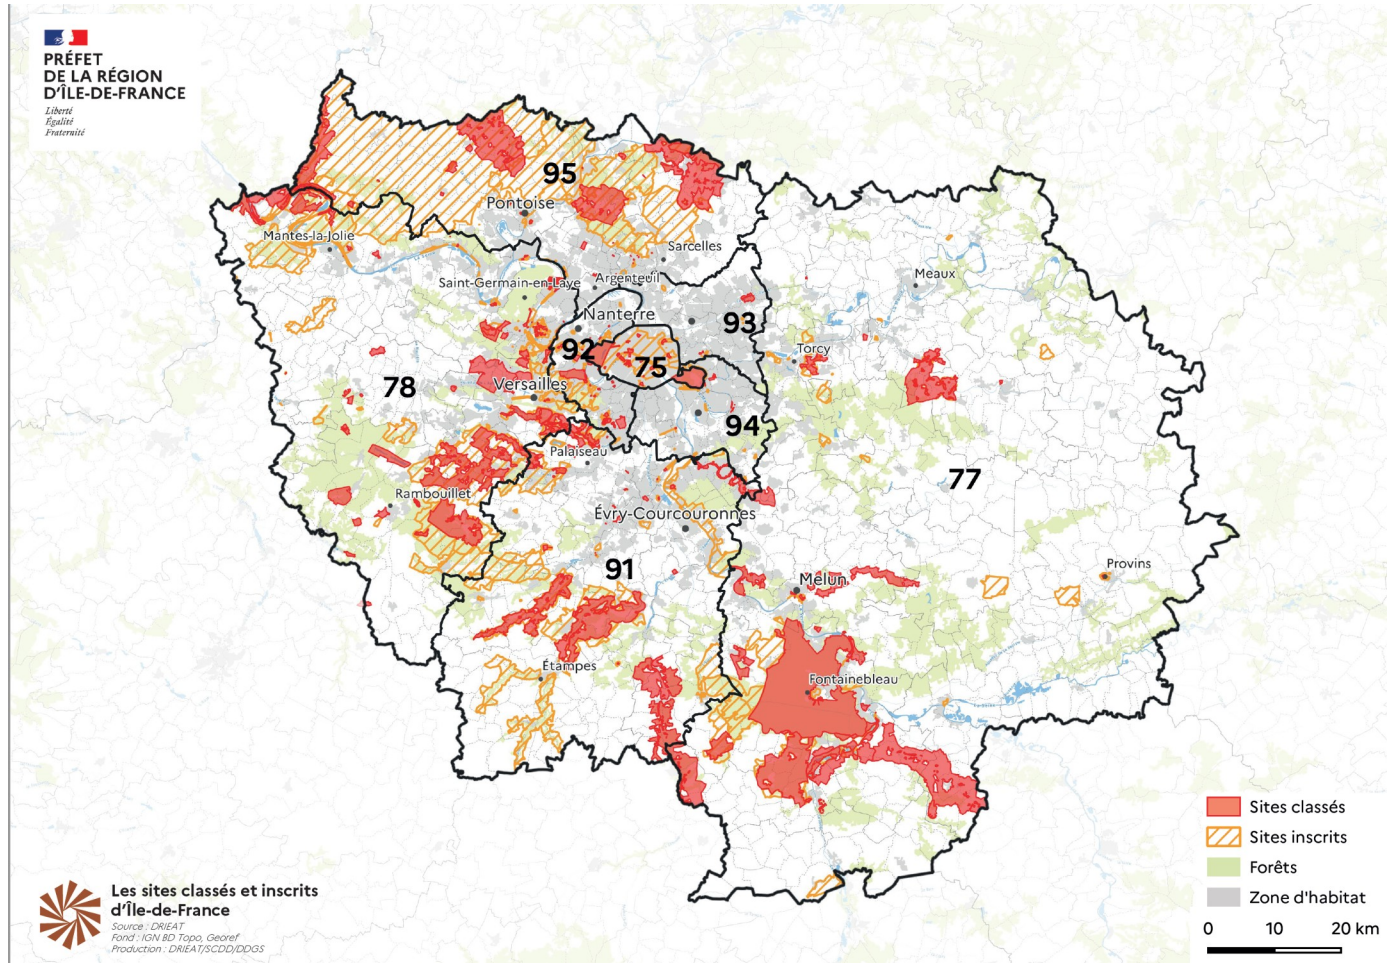 PRÉFET
DE LA RÉGION
D'ÎLE-DE-FRANCE
Liberté
Égalité
Fraternité
95
Pontoise
Mantes-la-Jolie
Sarcelles
Saint-Germain-en-Laye
Argenteuil
Meaux
Nanterre
93
92
75
Torcy
78
Versailles
94
Palaiseau
77
Rambouillet
Évry-Courcouronnes
91
Melun
Provins
Étampes
Fontainebleau
Sites classés
Sites inscrits
Forêts
Zone d'habitat
0 10 20 km
Les sites classés et inscrits
d'Île-de-France
Source : DRIEAT
Fond : IGN BD Topo, Georef
Production : DRIEAT/SCDD/DDGS